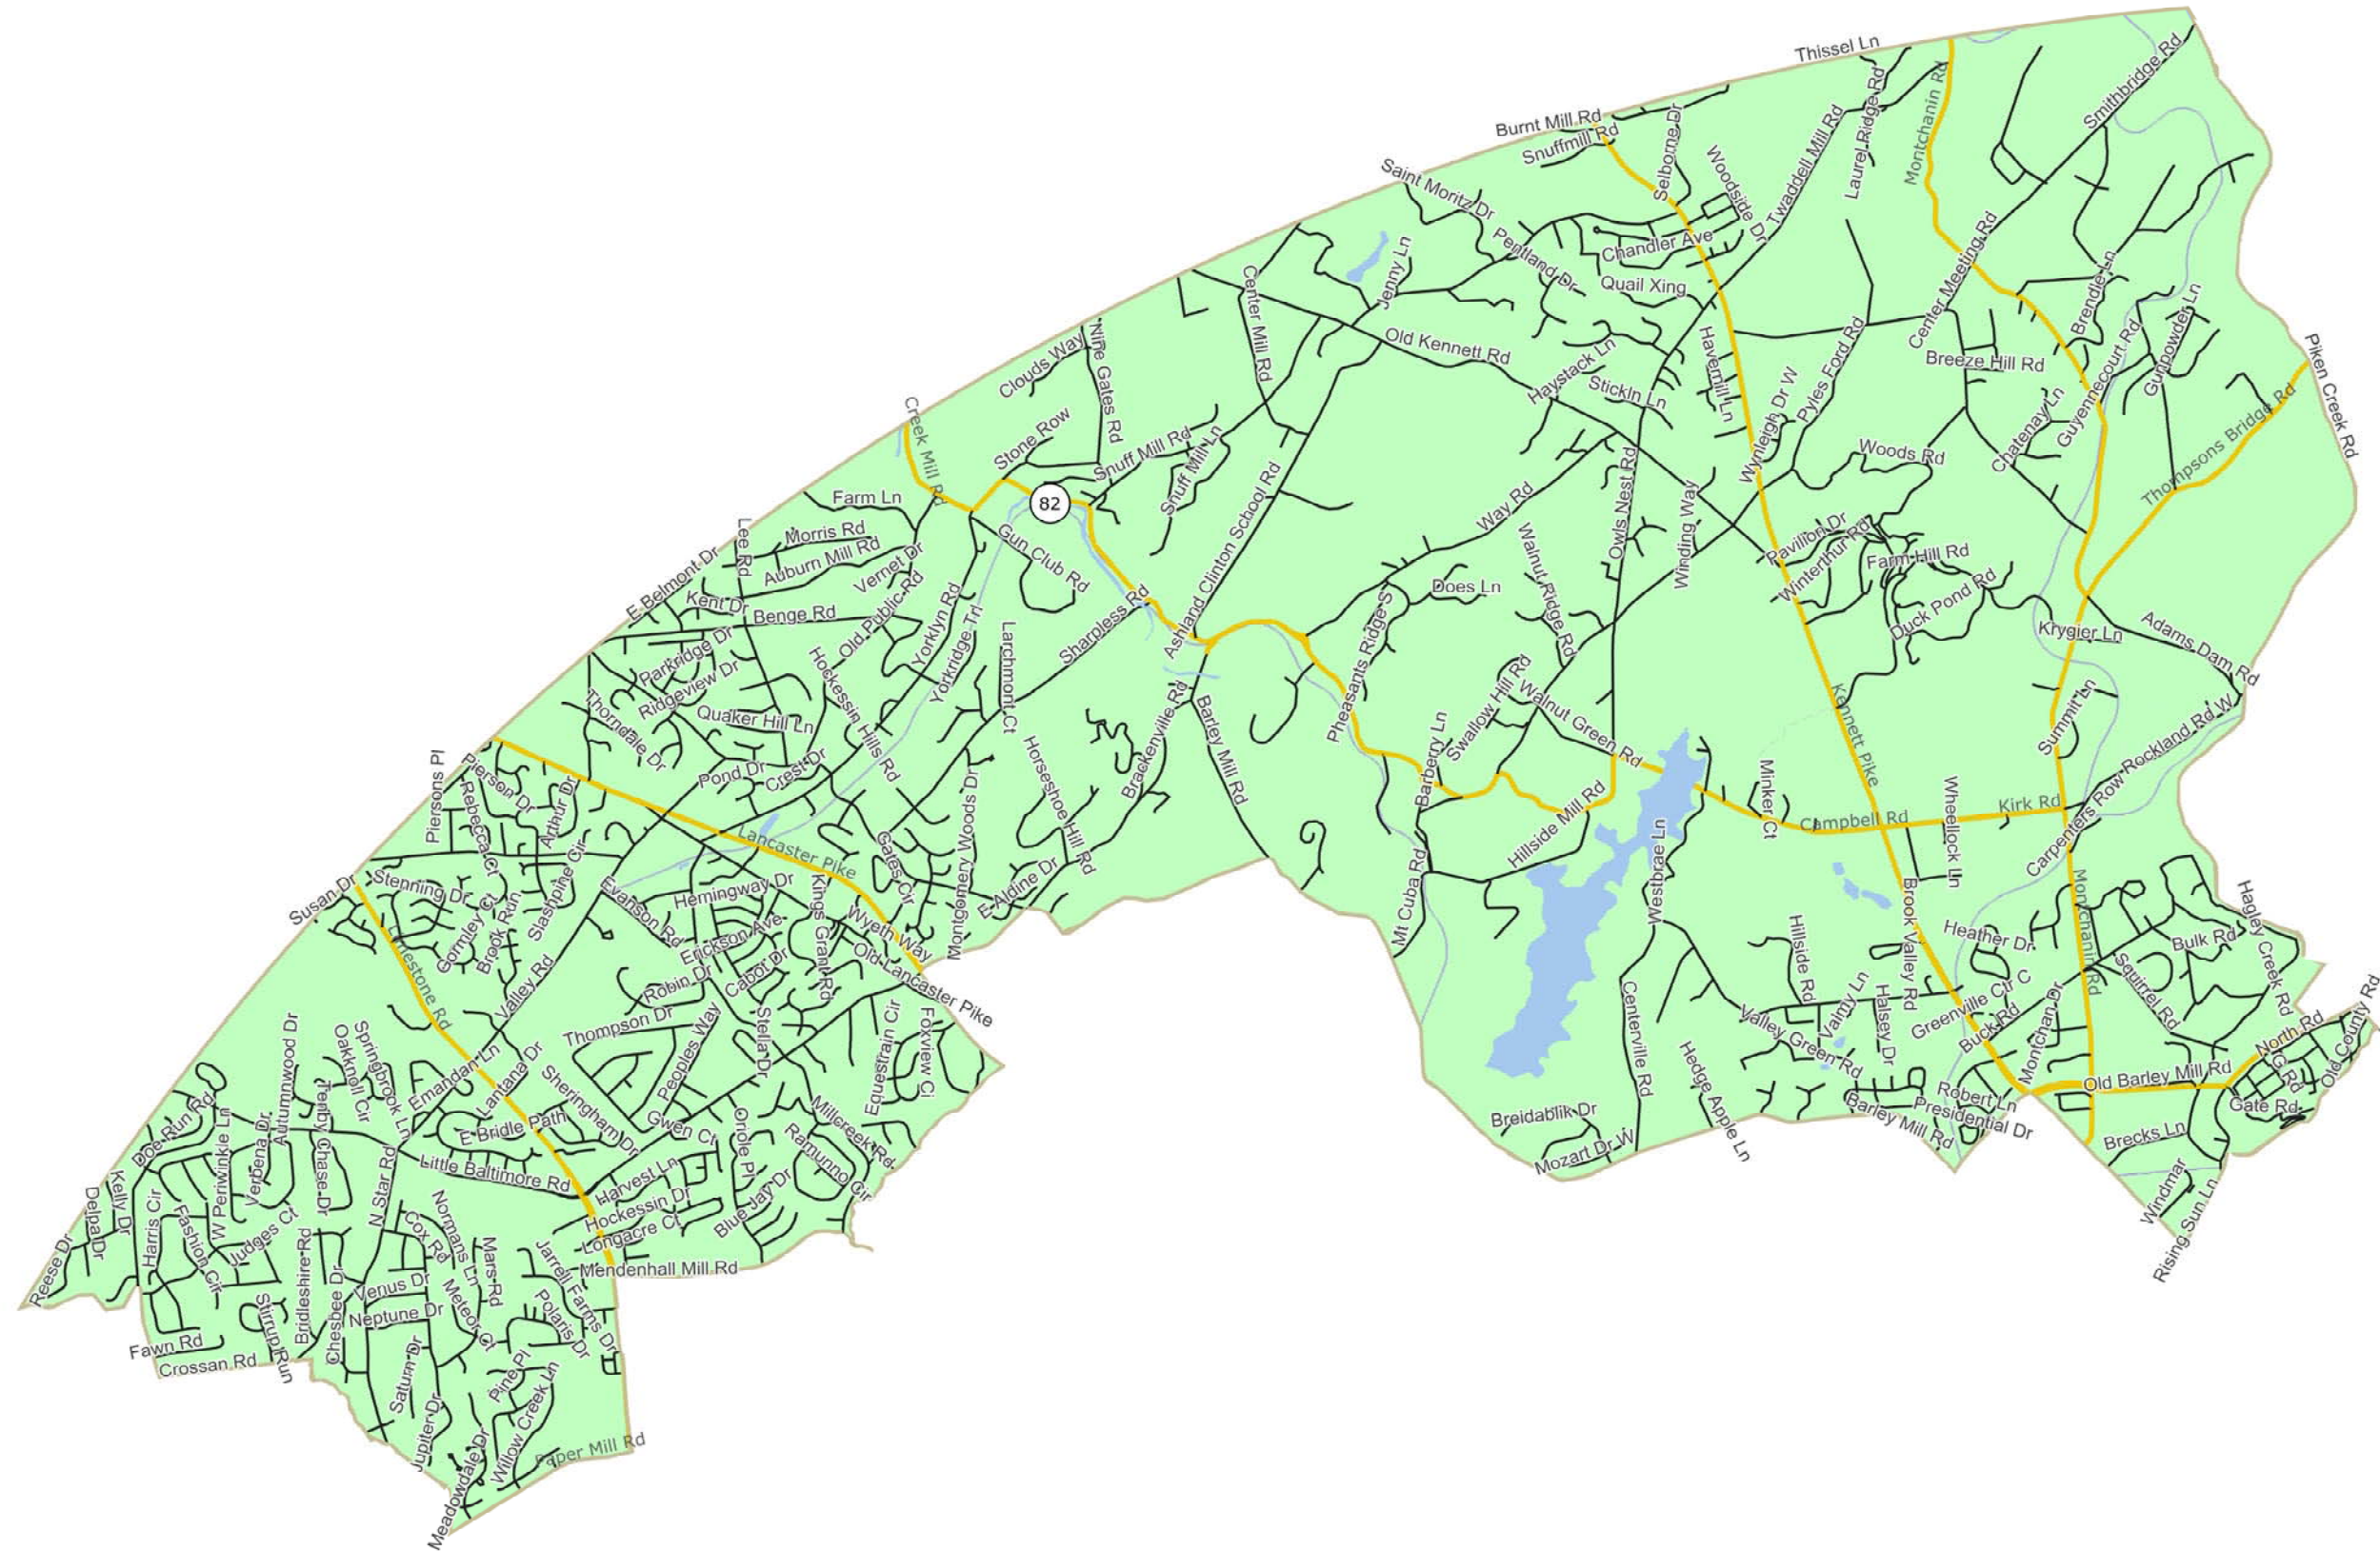 Thissel Ln
Smithbridge Rd
Montchanin Rd
Laurel Ridge Rd
Burnt Mill Rd
Snuffmill Rd
Selborne Dr
Woodside Dr
Twaddell Mill Rd
Saint Moritz Dr
Pentland Dr
Chandler Ave
Quail Xing
Center Meeting Rd
Brendle Ln
Gunpowder Ln
Jenny Ln
Center Mill Rd
Old Kennett Rd
Haystack Ln
Stickln Ln
Haverhill Ln
Wynleigh Dr W
Pyles Ford Rd
Breeze Hill Rd
Guyennecourt Rd
Chatenay Ln
Piken Creek Rd
Thompsons Bridge Rd
Clouds Way
Nine Gates Rd
Creek Mill Rd
Stone Row
Snuff Mill Rd
Snuff Mill Ln
82
Woods Rd
Farm Ln
Lee Rd
Morris Rd
Auburn Mill Rd
Vernet Dr
E Belmont Dr
Kent Dr
Benge Rd
Old Public Rd
Gun Club Rd
Yorklyn Rd
Yorkridge Trl
Larchmont Ct
Sharpless Rd
Ashland Clinton School Rd
Way Rd
Does Ln
Walnut Ridge Rd
Owls Nest Rd
Winding Way
Pavilion Dr
Winterthur Rd
Farm Hill Rd
Duck Pond Rd
Krygier Ln
Adams Dam Rd
Parkridge Dr
Ridgeview Dr
Thorndale Dr
Quaker Hill Ln
Hockessin Hills Rd
Pond Dr
Crest Dr
Horseshoe Hill Rd
Brackenville Rd
Barley Mill Rd
Pheasants Ridge S
Barberry Ln
Swallow Hill Rd
Walnut Green Rd
Kennett Pike
Summit Ln
Rockland Rd W
Carpenters Row
Piersons Pl
Pierson Dr
Rebecca Ct
Arthur Dr
Lancaster Pike
Gates Cir
Montgomery Woods Dr
E Aldine Dr
Mt Cuba Rd
Hillside Mill Rd
Westbrae Ln
Minker Ct
Campbell Rd
Kirk Rd
Wheellock Ln
Susan Dr
Stenning Dr
Gormley Ct
Brook Run
Slashpine Cir
Evanson Rd
Hemingway Dr
Erickson Ave
Kings Grant Rd
Wyeth Way
Old Lancaster Pike
Limestone Rd
Valley Rd
Robin Dr
Cabot Dr
Thompson Dr
Peoples Way
Stella Dr
Equestrian Cir
Foxview Ci
Centerville Rd
Hillside Rd
Brook Valley Rd
Heather Dr
Montchanin Rd
Hagley Creek Rd
Bulk Rd
Squirrel Rd
Valley Green Rd
Valmy Ln
Halsey Dr
Greenville Ctr C
Buck Rd
Montchan Dr
Old Barley Mill Rd
North Rd
Old County Rd
G Rd
Gate Rd
Autumnwood Dr
Oakknoll Cir
Springbrook Ln
Emandan Ln
Lantana Dr
Sheringham Dr
E Bridle Path
Gwen Ct
Oriole Pl
Millcreek Rd
Ramunno Cir
Breidablik Dr
Mozart Dr W
Hedge Apple Ln
Barley Mill Rd
Robert Ln
Presidential Dr
Brecks Ln
Windmar
Rising Sun Ln
Doe Run Rd
Kelly Dr
Delpa Dr
Reese Dr
Harris Cir
Fashion Cir
W Periwinkle Ln
Verbena Dr
Judges Ct
Tenby Chase Dr
N Star Rd
Little Baltimore Rd
Harvest Ln
Hockessin Dr
Longacre Ct
Blue Jay Dr
Mendenhall Mill Rd
Cox Rd
Normans Ln
Mars Rd
Jarrell Farms Dr
Polaris Dr
Bridleshire Rd
Chesbee Dr
Stirrup Run
Venus Dr
Neptune Dr
Meteor Ct
Fawn Rd
Crossan Rd
Saturn Dr
Pine Pl
Jupiter Dr
Willow Creek Ln
Meadowdale Dr
Paper Mill Rd